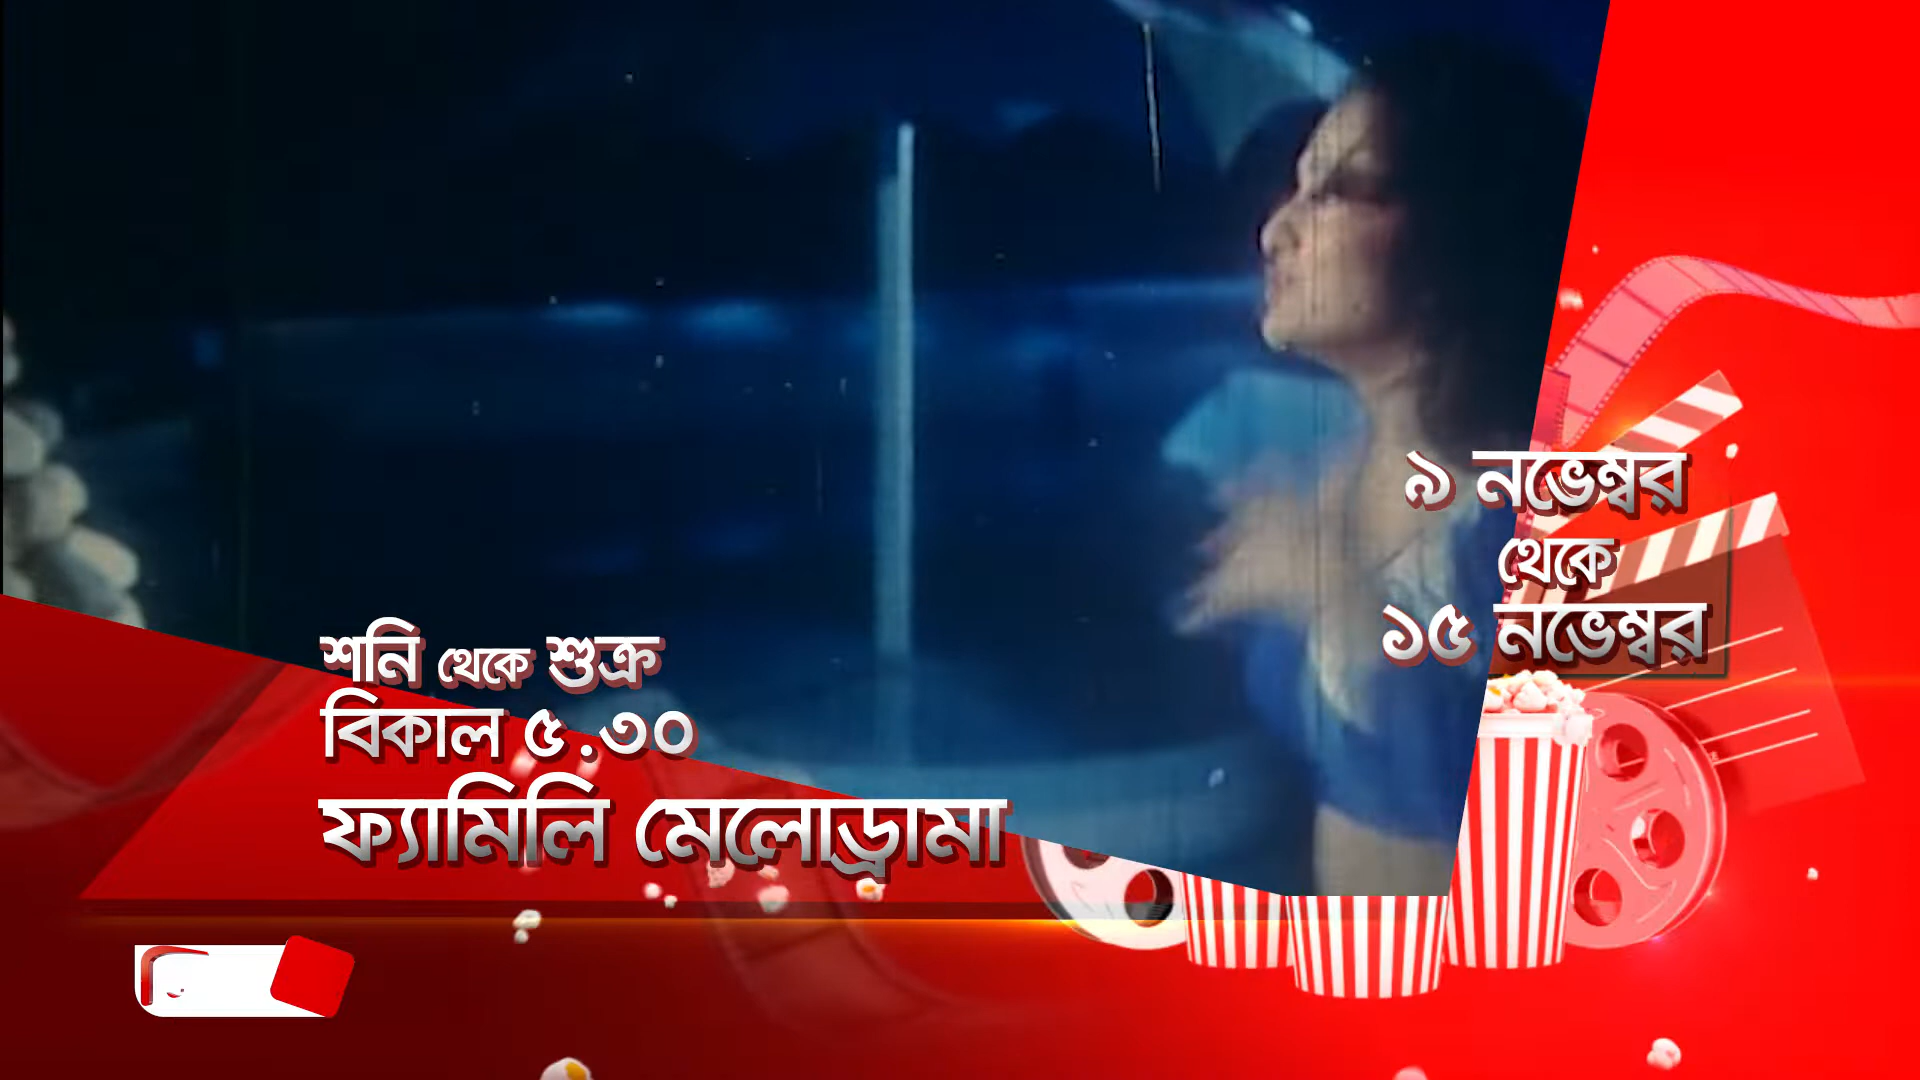 ৯ নভেম্বর
থেকে
১৫ নভেম্বর
শনি থেকে শুক্র
বিকাল ৫.৩০
ফ্যামিলি মেলোড্রামা